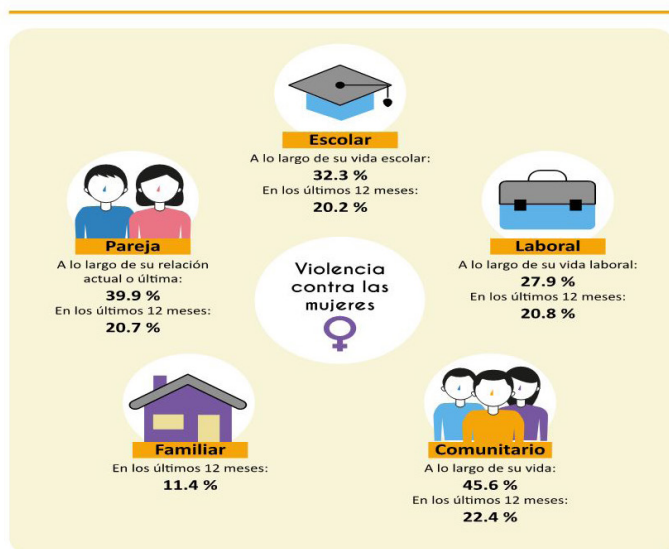 Escolar
A lo largo de su vida escolar:
32.3 %
En los últimos 12 meses:
20.2 %
Pareja
A lo largo de su relación
actual o última:
39.9 %
En los últimos 12 meses:
20.7 %
Violencia
contra las
mujeres
Laboral
A lo largo de su vida laboral:
27.9 %
En los últimos 12 meses:
20.8 %
Familiar
En los últimos 12 meses:
11.4 %
Comunitario
A lo largo de su vida:
45.6 %
En los últimos 12 meses:
22.4 %